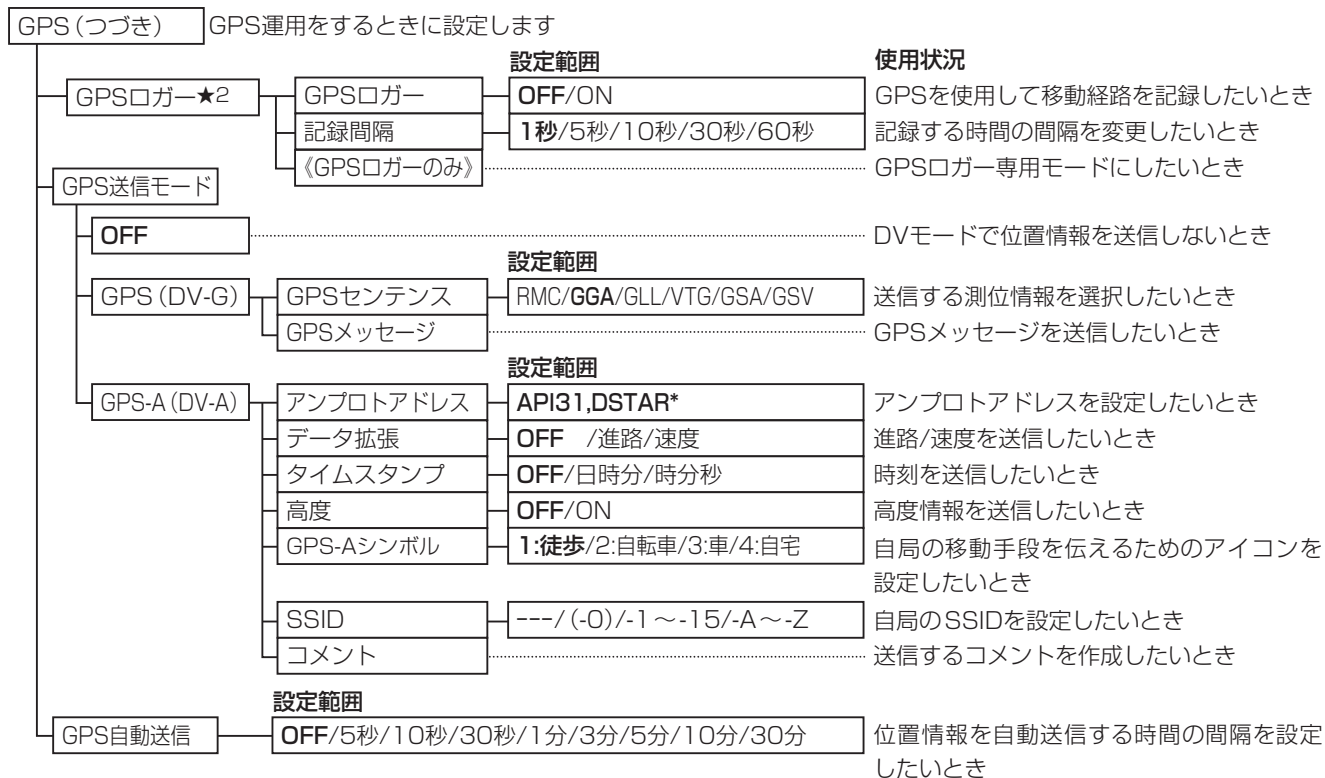 GPS(つづき) GPS運用をするときに設定します
設定範囲 使用状況
GPSロガー★2 GPSロガー OFF/ON GPSを使用して移動経路を記録したいとき
記録間隔 1秒/5秒/10秒/30秒/60秒 記録する時間の間隔を変更したいとき
《GPSロガーのみ》 GPSロガー専用モードにしたいとき
GPS送信モード
OFF DVモードで位置情報を送信しないとき
設定範囲
GPS(DV-G) GPSセンテンス RMC/GGA/GLL/VTG/GSA/GSV 送信する測位情報を選択したいとき
GPSメッセージ GPSメッセージを送信したいとき
設定範囲
GPS-A(DV-A) アンプロトアドレス API31,DSTAR* アンプロトアドレスを設定したいとき
データ拡張 OFF /進路/速度 進路/速度を送信したいとき
タイムスタンプ OFF/日時分/時分秒 時刻を送信したいとき
高度 OFF/ON 高度情報を送信したいとき
GPS-Aシンボル 1:徒歩/2:自転車/3:車/4:自宅 自局の移動手段を伝えるためのアイコンを
設定したいとき
SSID ---/(-0)/-1～-15/-A～-Z 自局のSSIDを設定したいとき
コメント 送信するコメントを作成したいとき
設定範囲
GPS自動送信 OFF/5秒/10秒/30秒/1分/3分/5分/10分/30分 位置情報を自動送信する時間の間隔を設定
したいとき